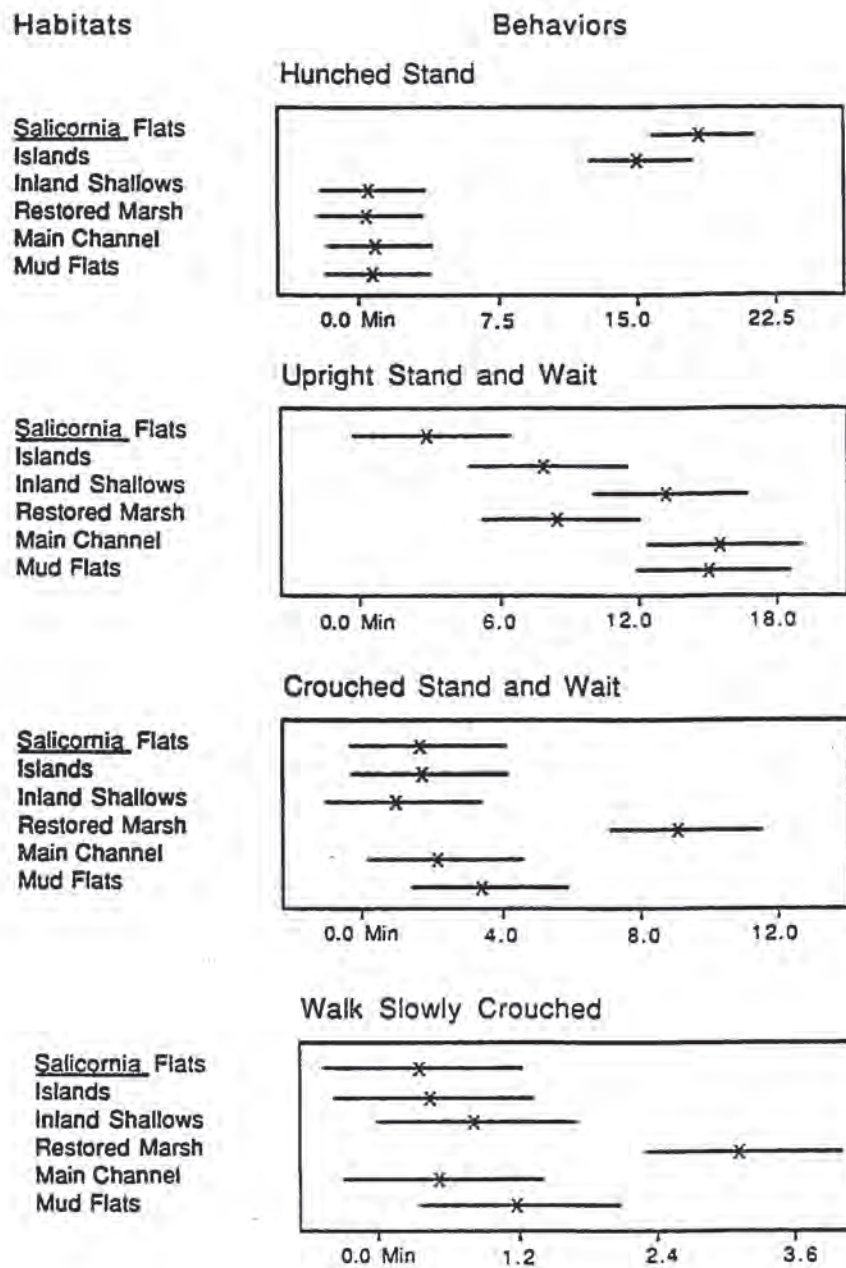 Habitats Behaviors
Hunched Stand
Salicornia Flats
Islands
Inland Shallows
Restored Marsh
Main Channel
Mud Flats
0.0 Min 7.5 15.0 22.5
Upright Stand and Wait
Salicornia Flats
Islands
Inland Shallows
Restored Marsh
Main Channel
Mud Flats
0.0 Min 6.0 12.0 18.0
Crouched Stand and Wait
Salicornia Flats
Islands
Inland Shallows
Restored Marsh
Main Channel
Mud Flats
0.0 Min 4.0 8.0 12.0
Walk Slowly Crouched
Salicornia Flats
Islands
Inland Shallows
Restored Marsh
Main Channel
Mud Flats
0.0 Min 1.2 2.4 3.6